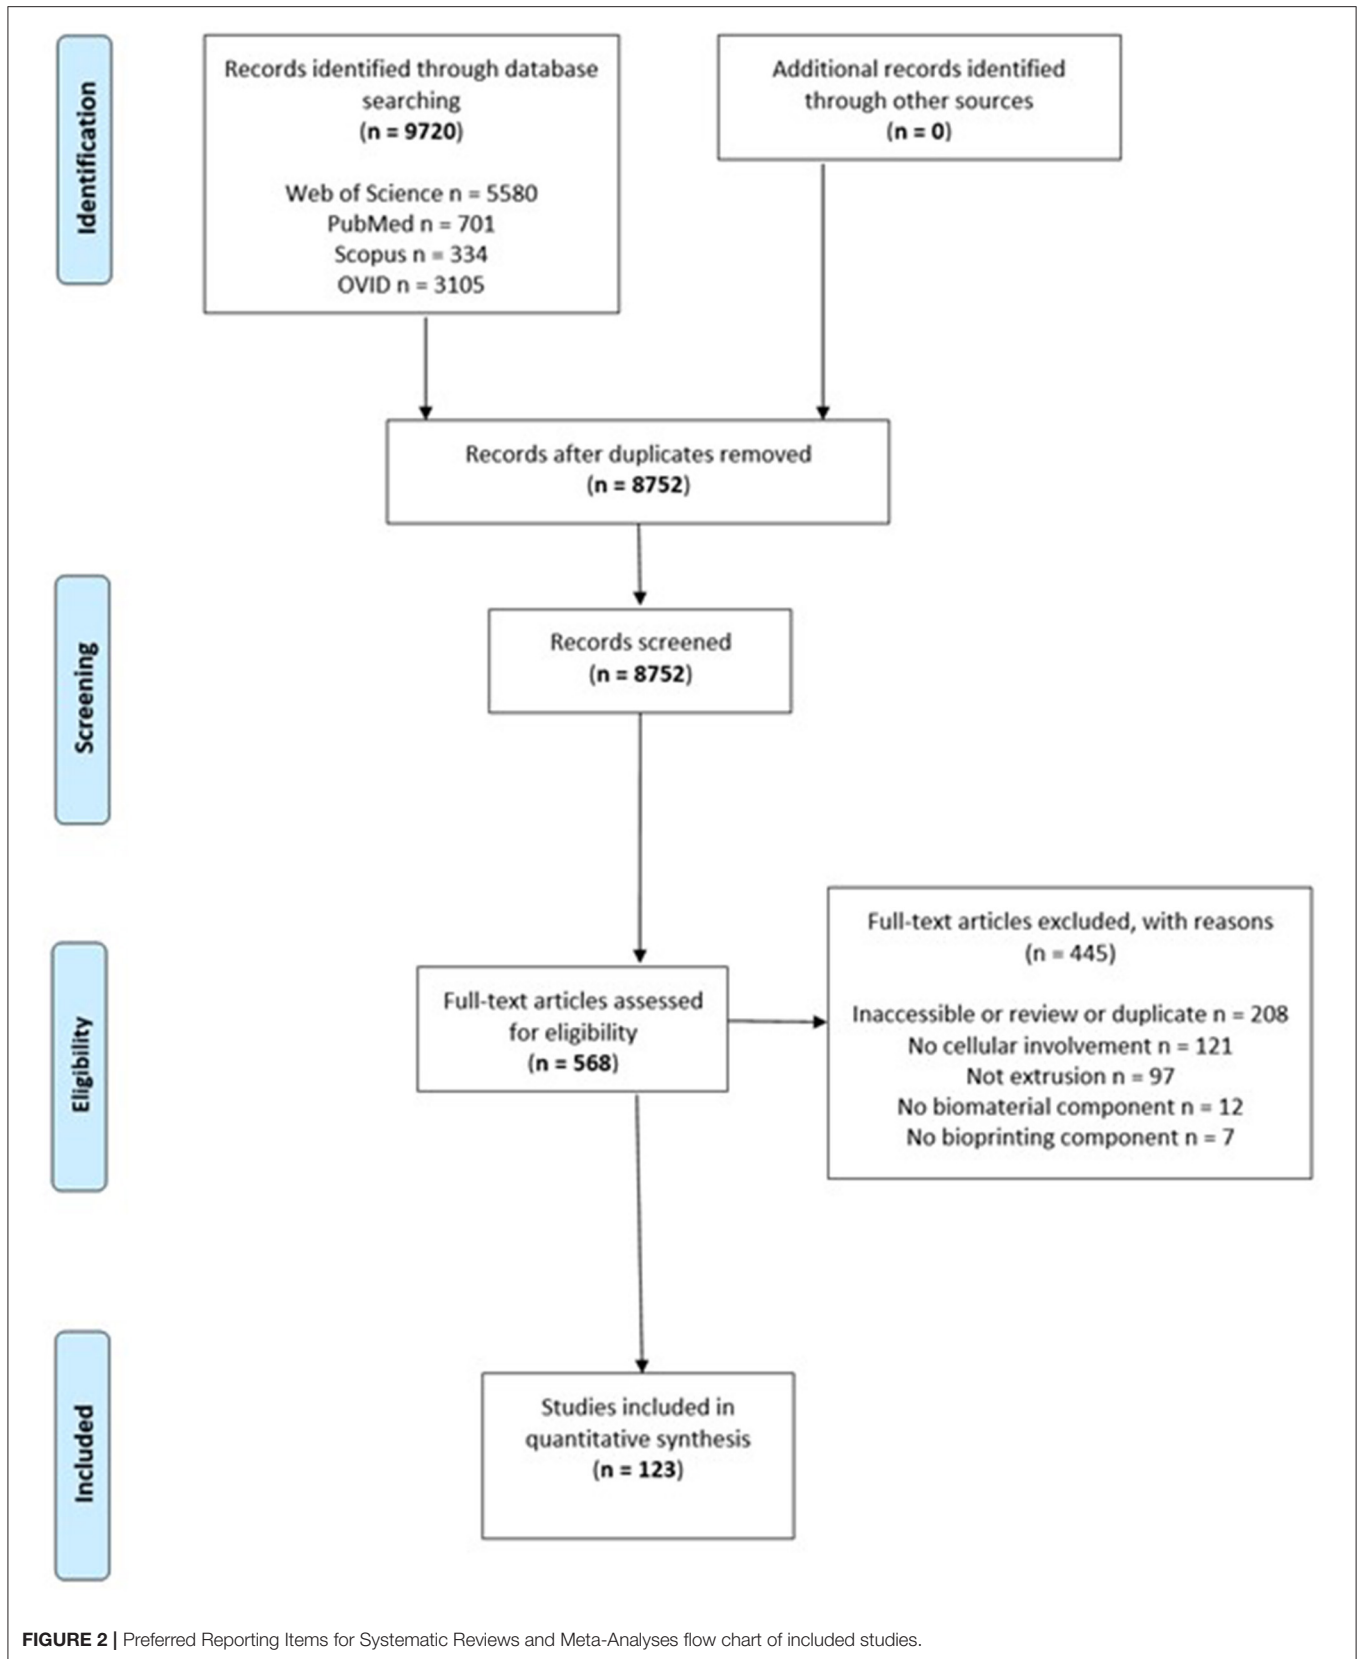 Identification
Records identified through database
searching
(n = 9720)
Web of Science n = 5580
PubMed n = 701
Scopus n = 334
OVID n = 3105
Additional records identified
through other sources
(n = 0)
Records after duplicates removed
(n = 8752)
Screening
Records screened
(n = 8752)
Eligibility
Full-text articles assessed
for eligibility
(n = 568)
Full-text articles excluded, with reasons
(n = 445)
Inaccessible or review or duplicate n = 208
No cellular involvement n = 121
Not extrusion n = 97
No biomaterial component n = 12
No bioprinting component n = 7
Included
Studies included in
quantitative synthesis
(n = 123)
FIGURE 2 | Preferred Reporting Items for Systematic Reviews and Meta-Analyses flow chart of included studies.